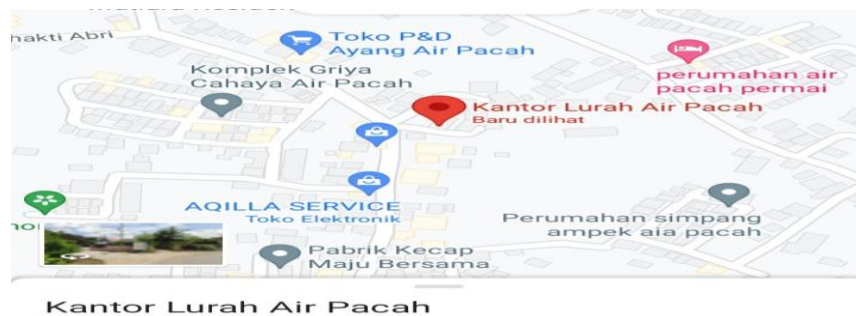 hakti Abri
Toko P&D
Ayang Air Pacah
Komplek Griya
Cahaya Air Pacah
perumahan air
pacah permai
Kantor Lurah Air Pacah
Baru dilihat
AQILLA SERVICE
Toko Elektronik
Perumahan simpang
ampek aia pacah
Pabrik Kecap
Maju Bersama
Kantor Lurah Air Pacah